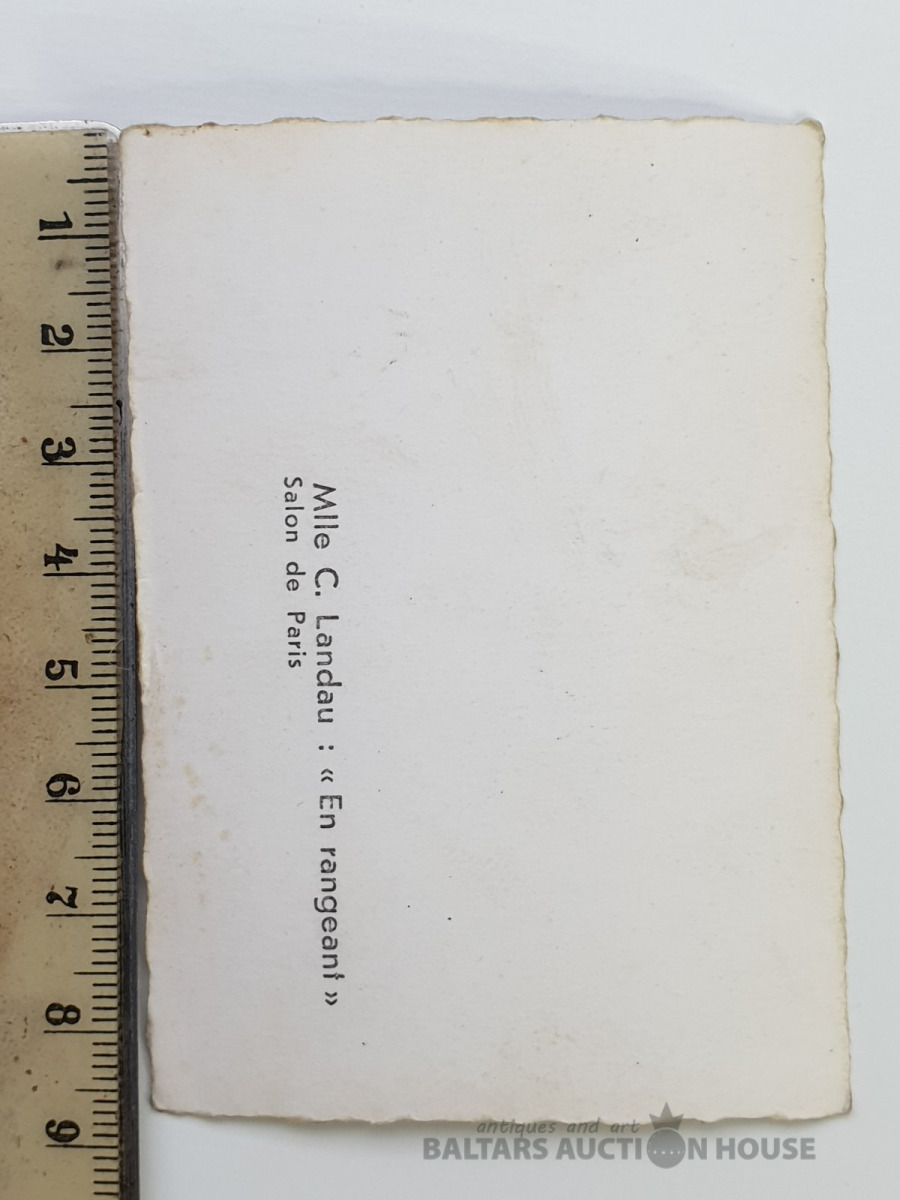 Mlle C. Landau : « En rangeant »
Salon de Paris
1
2
3
4
5
6
7
8
9
antiques and art
BALTARS AUCTION HOUSE